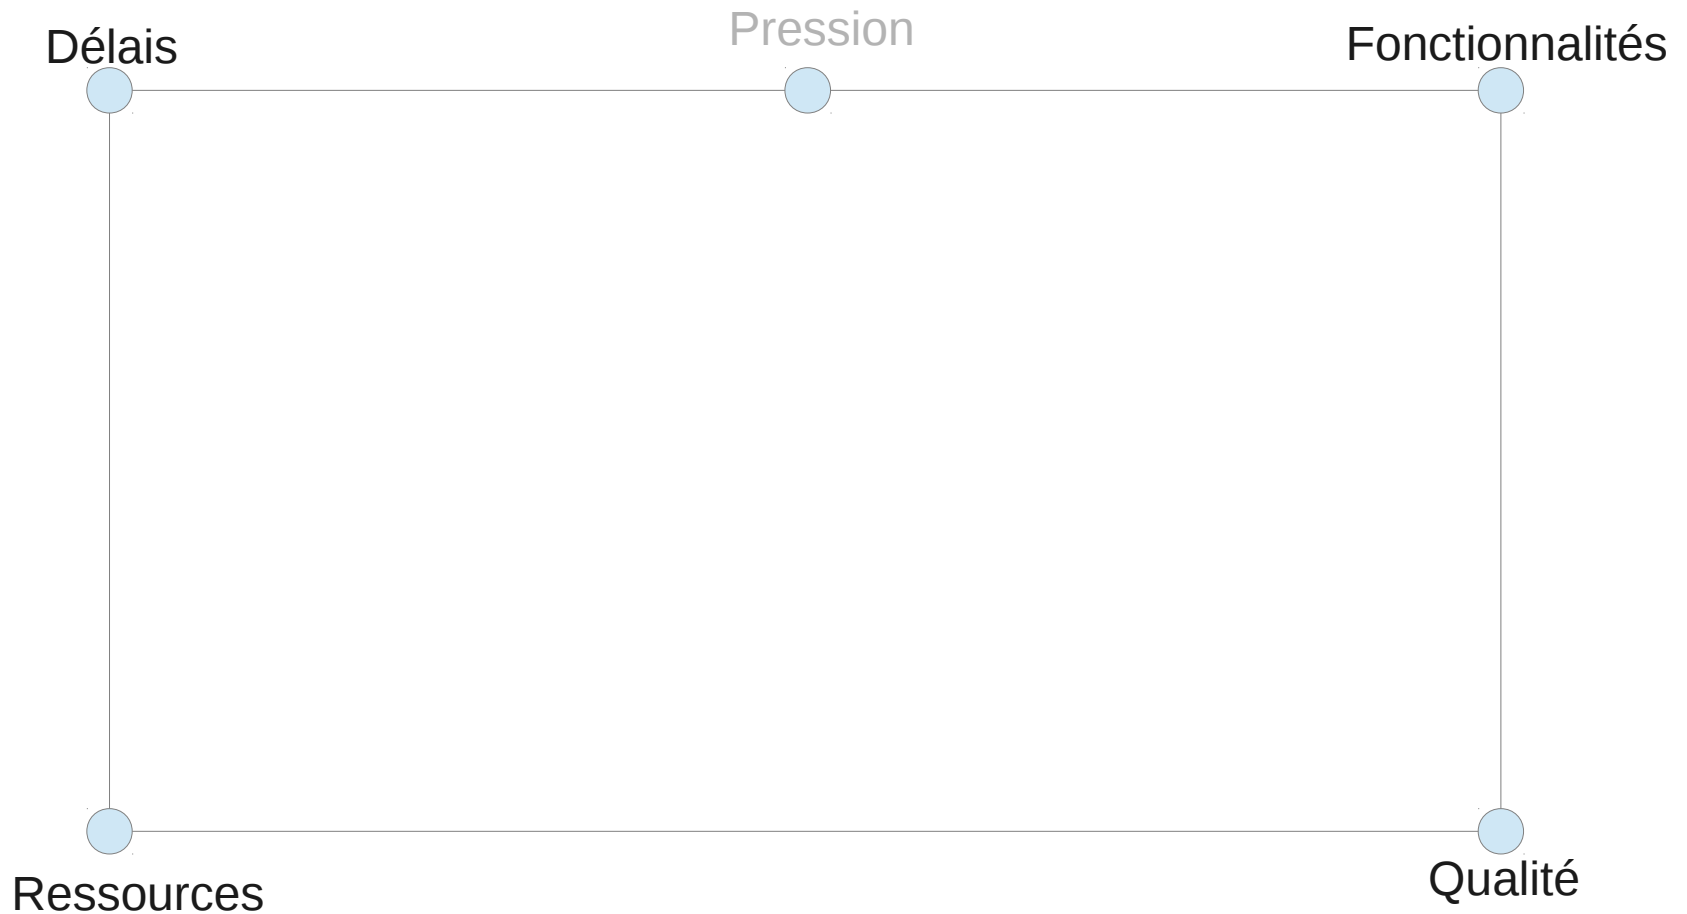 Pression
Délais
Fonctionnalités
Ressources
Qualité